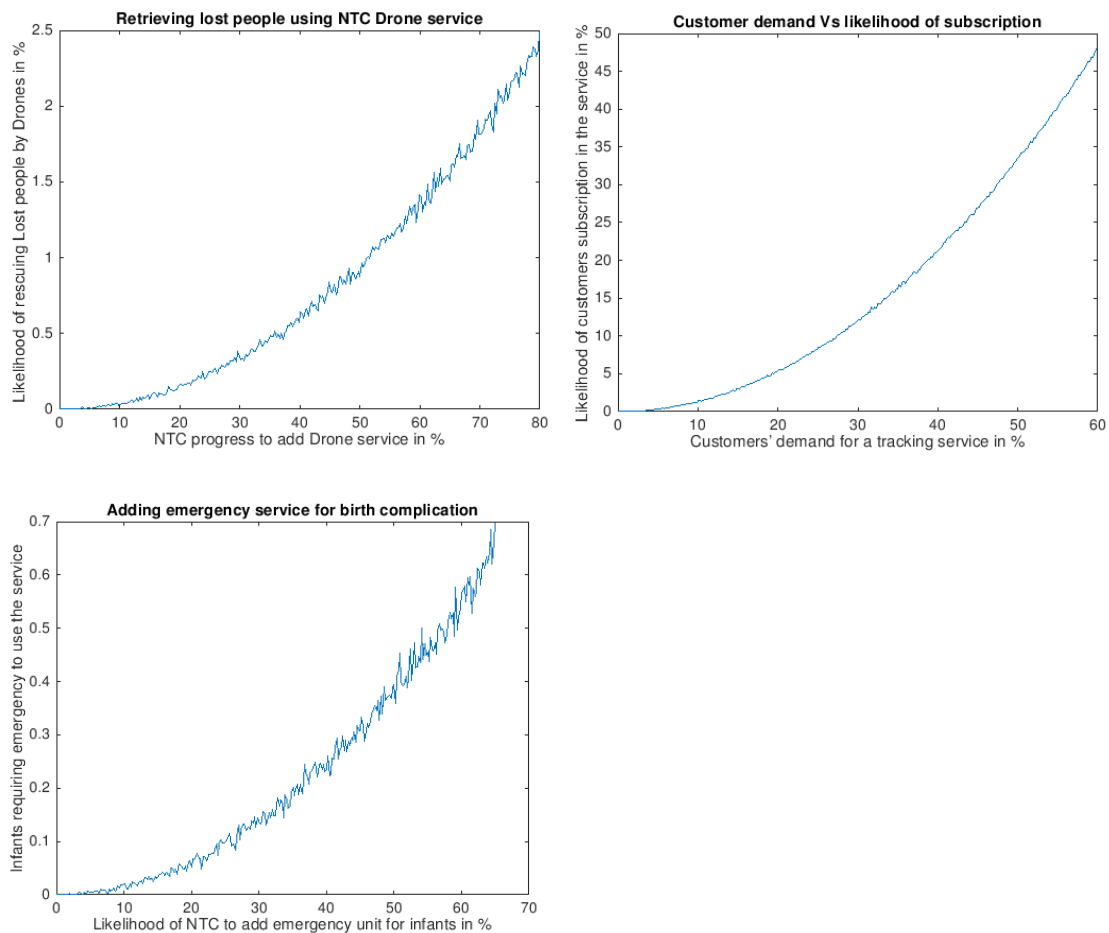 Retrieving lost people using NTC Drone service
Likelihood of rescuing Lost people by Drones in %
2.5
2
1.5
1
0.5
0
0 10 20 30 40 50 60 70 80
NTC progress to add Drone service in %
Customer demand Vs likelihood of subscription
Likelihood of customers subscription in the service in %
50
45
40
35
30
25
20
15
10
5
0
0 10 20 30 40 50 60
Customers' demand for a tracking service in %
Adding emergency service for birth complication
Infants requiring emergency to use the service
0.7
0.6
0.5
0.4
0.3
0.2
0.1
0
0 10 20 30 40 50 60 70
Likelihood of NTC to add emergency unit for infants in %